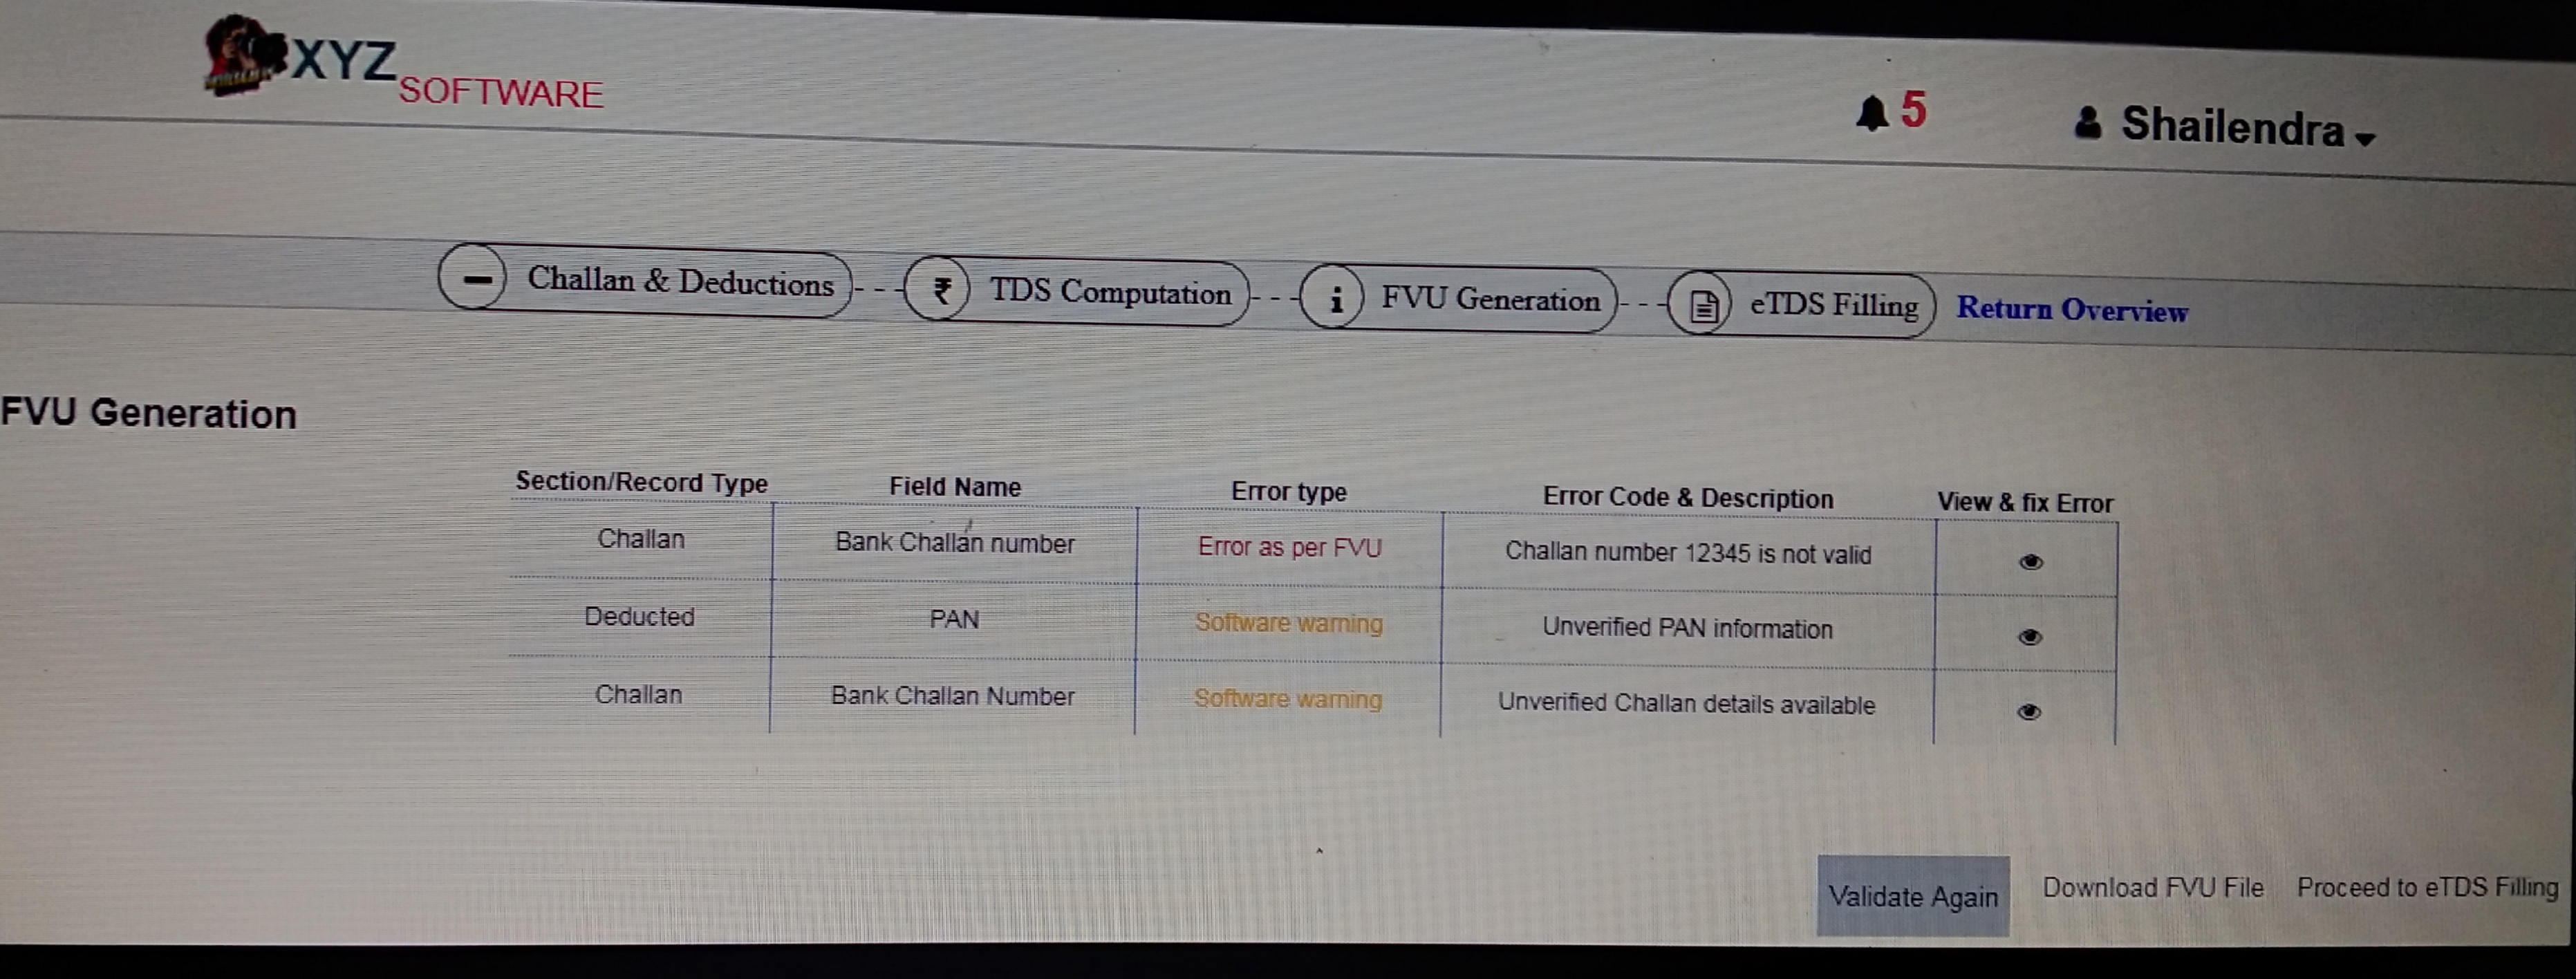 XYZ SOFTWARE
5 Shailendra
Challan & Deductions ₹ TDS Computation i FVU Generation eTDS Filling Return Overview
FVU Generation
Section/Record Type Field Name Error type Error Code & Description View & fix Error
Challan Bank Challan number Error as per FVU Challan number 12345 is not valid
Deducted PAN Software warning Unverified PAN information
Challan Bank Challan Number Software warning Unverified Challan details available
Validate Again Download FVU File Proceed to eTDS Filling